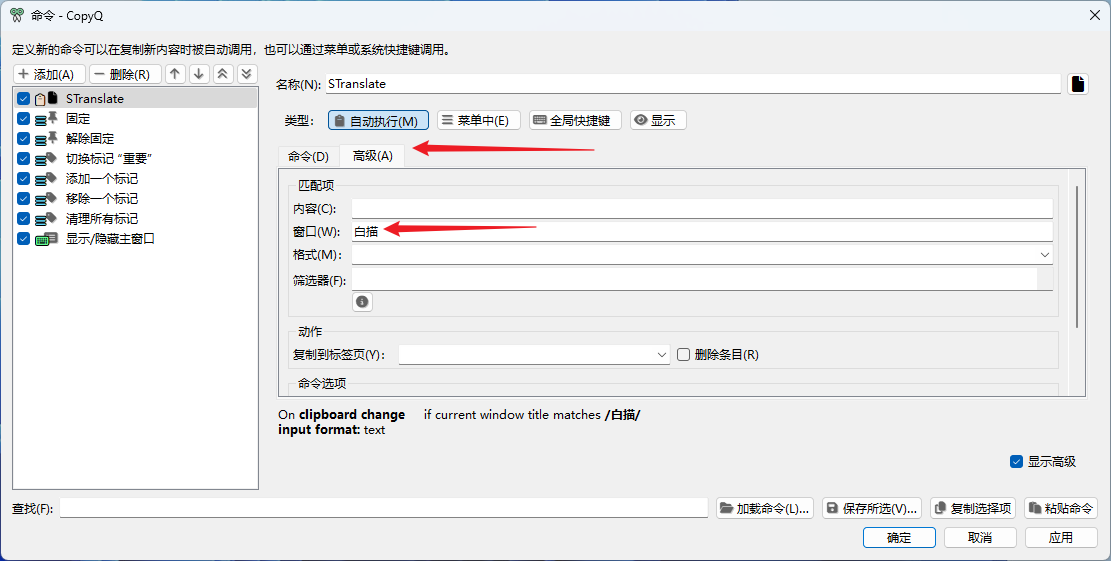 命令 - CopyQ
定义新的命令可以在复制新内容时被自动调用，也可以通过菜单或系统快捷键调用。
添加(A) 删除(R)
名称(N): STranslate
STranslate
固定
解除固定
切换标记 “重要”
添加一个标记
移除一个标记
清理所有标记
显示/隐藏主窗口
类型: 自动执行(M) 菜单中(E) 全局快捷键 显示
命令(D) 高级(A)
匹配项
内容(C):
窗口(W): 白描
格式(M):
筛选器(F):
动作
复制到标签页(Y): 删除条目(R)
命令选项
On clipboard change if current window title matches /白描/
input format: text
显示高级
查找(F): 加载命令(L)... 保存所选(V)... 复制选择项 粘贴命令
确定 取消 应用